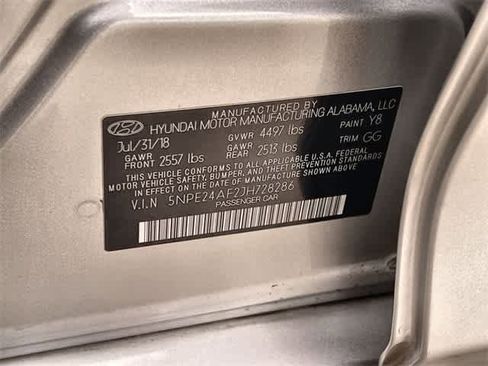 MANUFACTURED BY
HYUNDAI MOTOR MANUFACTURING ALABAMA, LLC
Jul/31/18 GVWR 4497 lbs PAINT Y8
GAWR FRONT 2557 lbs GAWR REAR 2513 lbs TRIM GG
THIS VEHICLE CONFORMS TO ALL APPLICABLE U.S.A. FEDERAL
MOTOR VEHICLE SAFETY, BUMPER, AND THEFT PREVENTION
STANDARDS IN EFFECT ON THE DATE OF MANUFACTURE SHOWN ABOVE.
V.I.N 5NPE24AF2JH728286
PASSENGER CAR